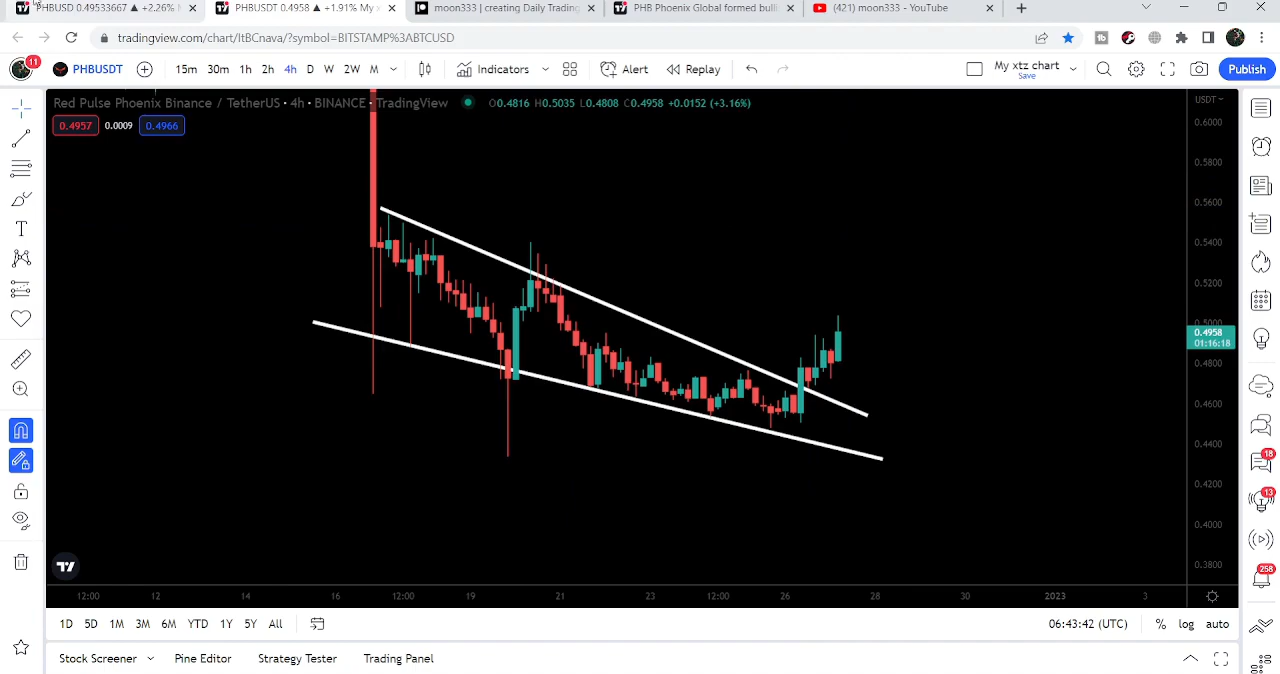 PHBUSD 0.49533667 ▲ +2.26%
PHBUSDT 0.4958 ▲ +1.91% My x
moon333 | creating Daily Trading
PHB Phoenix Global formed bulli
(421) moon333 - YouTube
tradingview.com/chart/ItBCnava/?symbol=BITSTAMP%3ABTCUSD
11
PHBUSDT
15m 30m 1h 2h 4h D W 2W M
Indicators
Alert
Replay
My xtz chart
Save
Publish
Red Pulse Phoenix Binance / TetherUS · 4h · BINANCE · TradingView
O0.4816 H0.5035 L0.4808 C0.4958 +0.0152 (+3.16%)
USDT
0.4957 0.0009 0.4966
0.6000
0.5800
0.5600
0.5400
0.5200
0.5000
0.4958
01:16:18
0.4800
0.4600
0.4400
0.4200
0.4000
0.3800
18
13
258
12:00 12 14 16 12:00 19 21 23 12:00 26 28 30 2023 3
1D 5D 1M 3M 6M YTD 1Y 5Y All
06:43:42 (UTC)
% log auto
Stock Screener
Pine Editor
Strategy Tester
Trading Panel